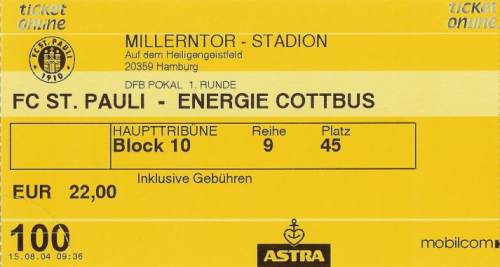 ticket
online
ticket
online
FC ST. PAULI
1910
MILLERNTOR - STADION
Auf dem Heiligengeistfeld
20359 Hamburg
DFB POKAL 1. RUNDE
FC ST. PAULI - ENERGIE COTTBUS
HAUPTTRIBÜNE Reihe Platz
Block 10 9 45
Inklusive Gebühren
EUR 22,00
100
15.08.04 09:36
ASTRA
mobilcom